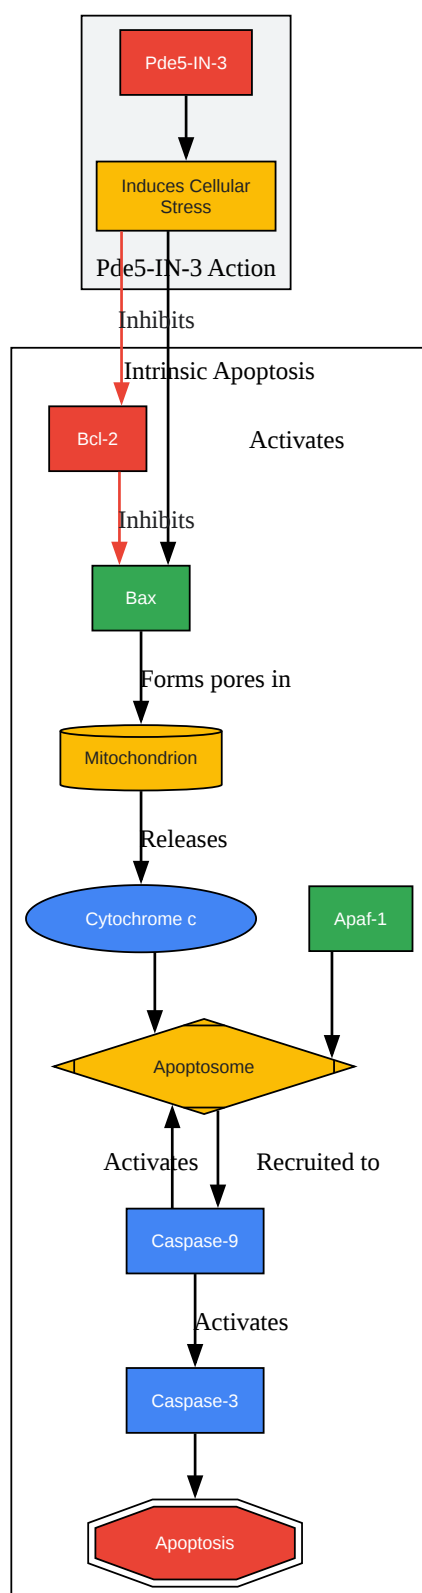 Pde5-IN-3
Induces Cellular
Stress
Pde5-IN-3 Action
Inhibits
Intrinsic Apoptosis
Bcl-2
Activates
Inhibits
Bax
Forms pores in
Mitochondrion
Releases
Cytochrome c
Apaf-1
Apoptosome
Activates
Recruited to
Caspase-9
Activates
Caspase-3
Apoptosis